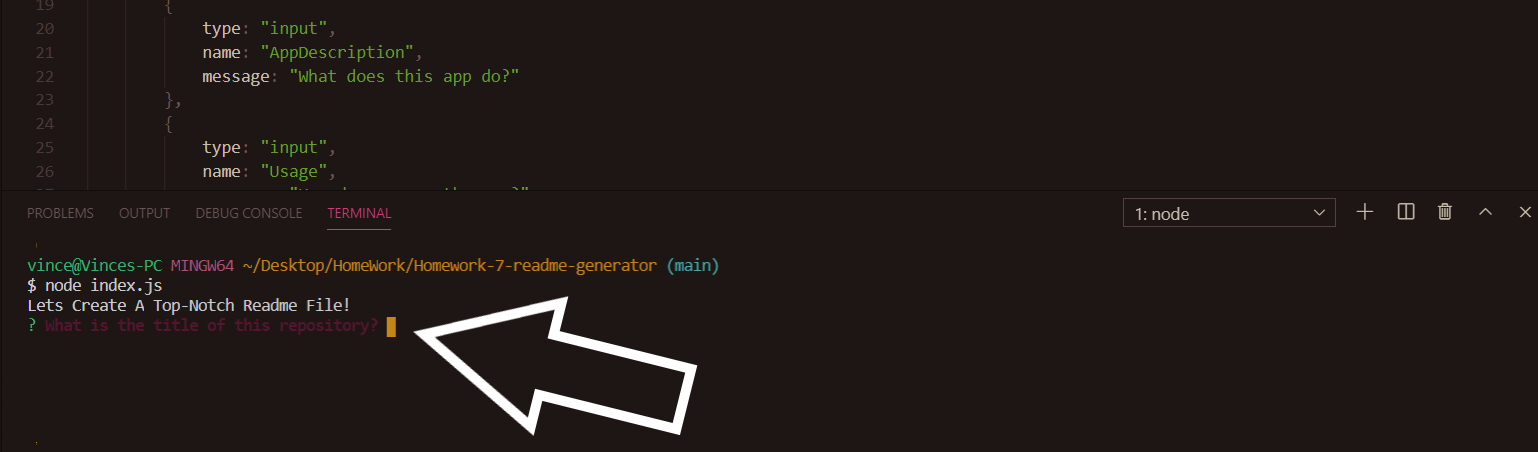 19 {
20 type: "input",
21 name: "AppDescription",
22 message: "What does this app do?"
23 },
24 {
25 type: "input",
26 name: "Usage",
PROBLEMS OUTPUT DEBUG CONSOLE TERMINAL 1: node
vince@Vinces-PC MINGW64 ~/Desktop/HomeWork/Homework-7-readme-generator (main)
$ node index.js
Lets Create A Top-Notch Readme File!
? What is the title of this repository?